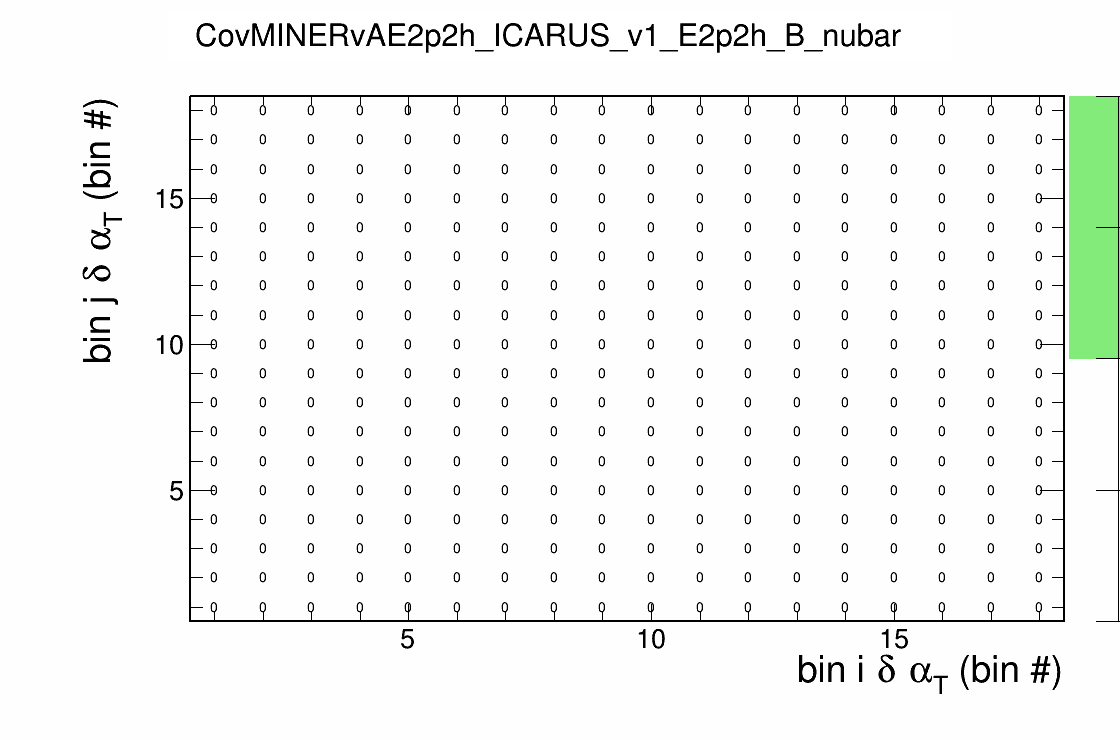 CovMINERvAE2p2h_ICARUS_v1_E2p2h_B_nubar
bin j δ α_T (bin #)
0 0 0 0 0 0 0 0 0 0 0 0 0 0 0 0 0 0
0 0 0 0 0 0 0 0 0 0 0 0 0 0 0 0 0 0
0 0 0 0 0 0 0 0 0 0 0 0 0 0 0 0 0 0
15 0 0 0 0 0 0 0 0 0 0 0 0 0 0 0 0 0 0
0 0 0 0 0 0 0 0 0 0 0 0 0 0 0 0 0 0
0 0 0 0 0 0 0 0 0 0 0 0 0 0 0 0 0 0
0 0 0 0 0 0 0 0 0 0 0 0 0 0 0 0 0 0
0 0 0 0 0 0 0 0 0 0 0 0 0 0 0 0 0 0
10 0 0 0 0 0 0 0 0 0 0 0 0 0 0 0 0 0 0
0 0 0 0 0 0 0 0 0 0 0 0 0 0 0 0 0 0
0 0 0 0 0 0 0 0 0 0 0 0 0 0 0 0 0 0
0 0 0 0 0 0 0 0 0 0 0 0 0 0 0 0 0 0
0 0 0 0 0 0 0 0 0 0 0 0 0 0 0 0 0 0
5 0 0 0 0 0 0 0 0 0 0 0 0 0 0 0 0 0 0
0 0 0 0 0 0 0 0 0 0 0 0 0 0 0 0 0 0
0 0 0 0 0 0 0 0 0 0 0 0 0 0 0 0 0 0
0 0 0 0 0 0 0 0 0 0 0 0 0 0 0 0 0 0
0 0 0 0 0 0 0 0 0 0 0 0 0 0 0 0 0 0
5 10 15
bin i δ α_T (bin #)